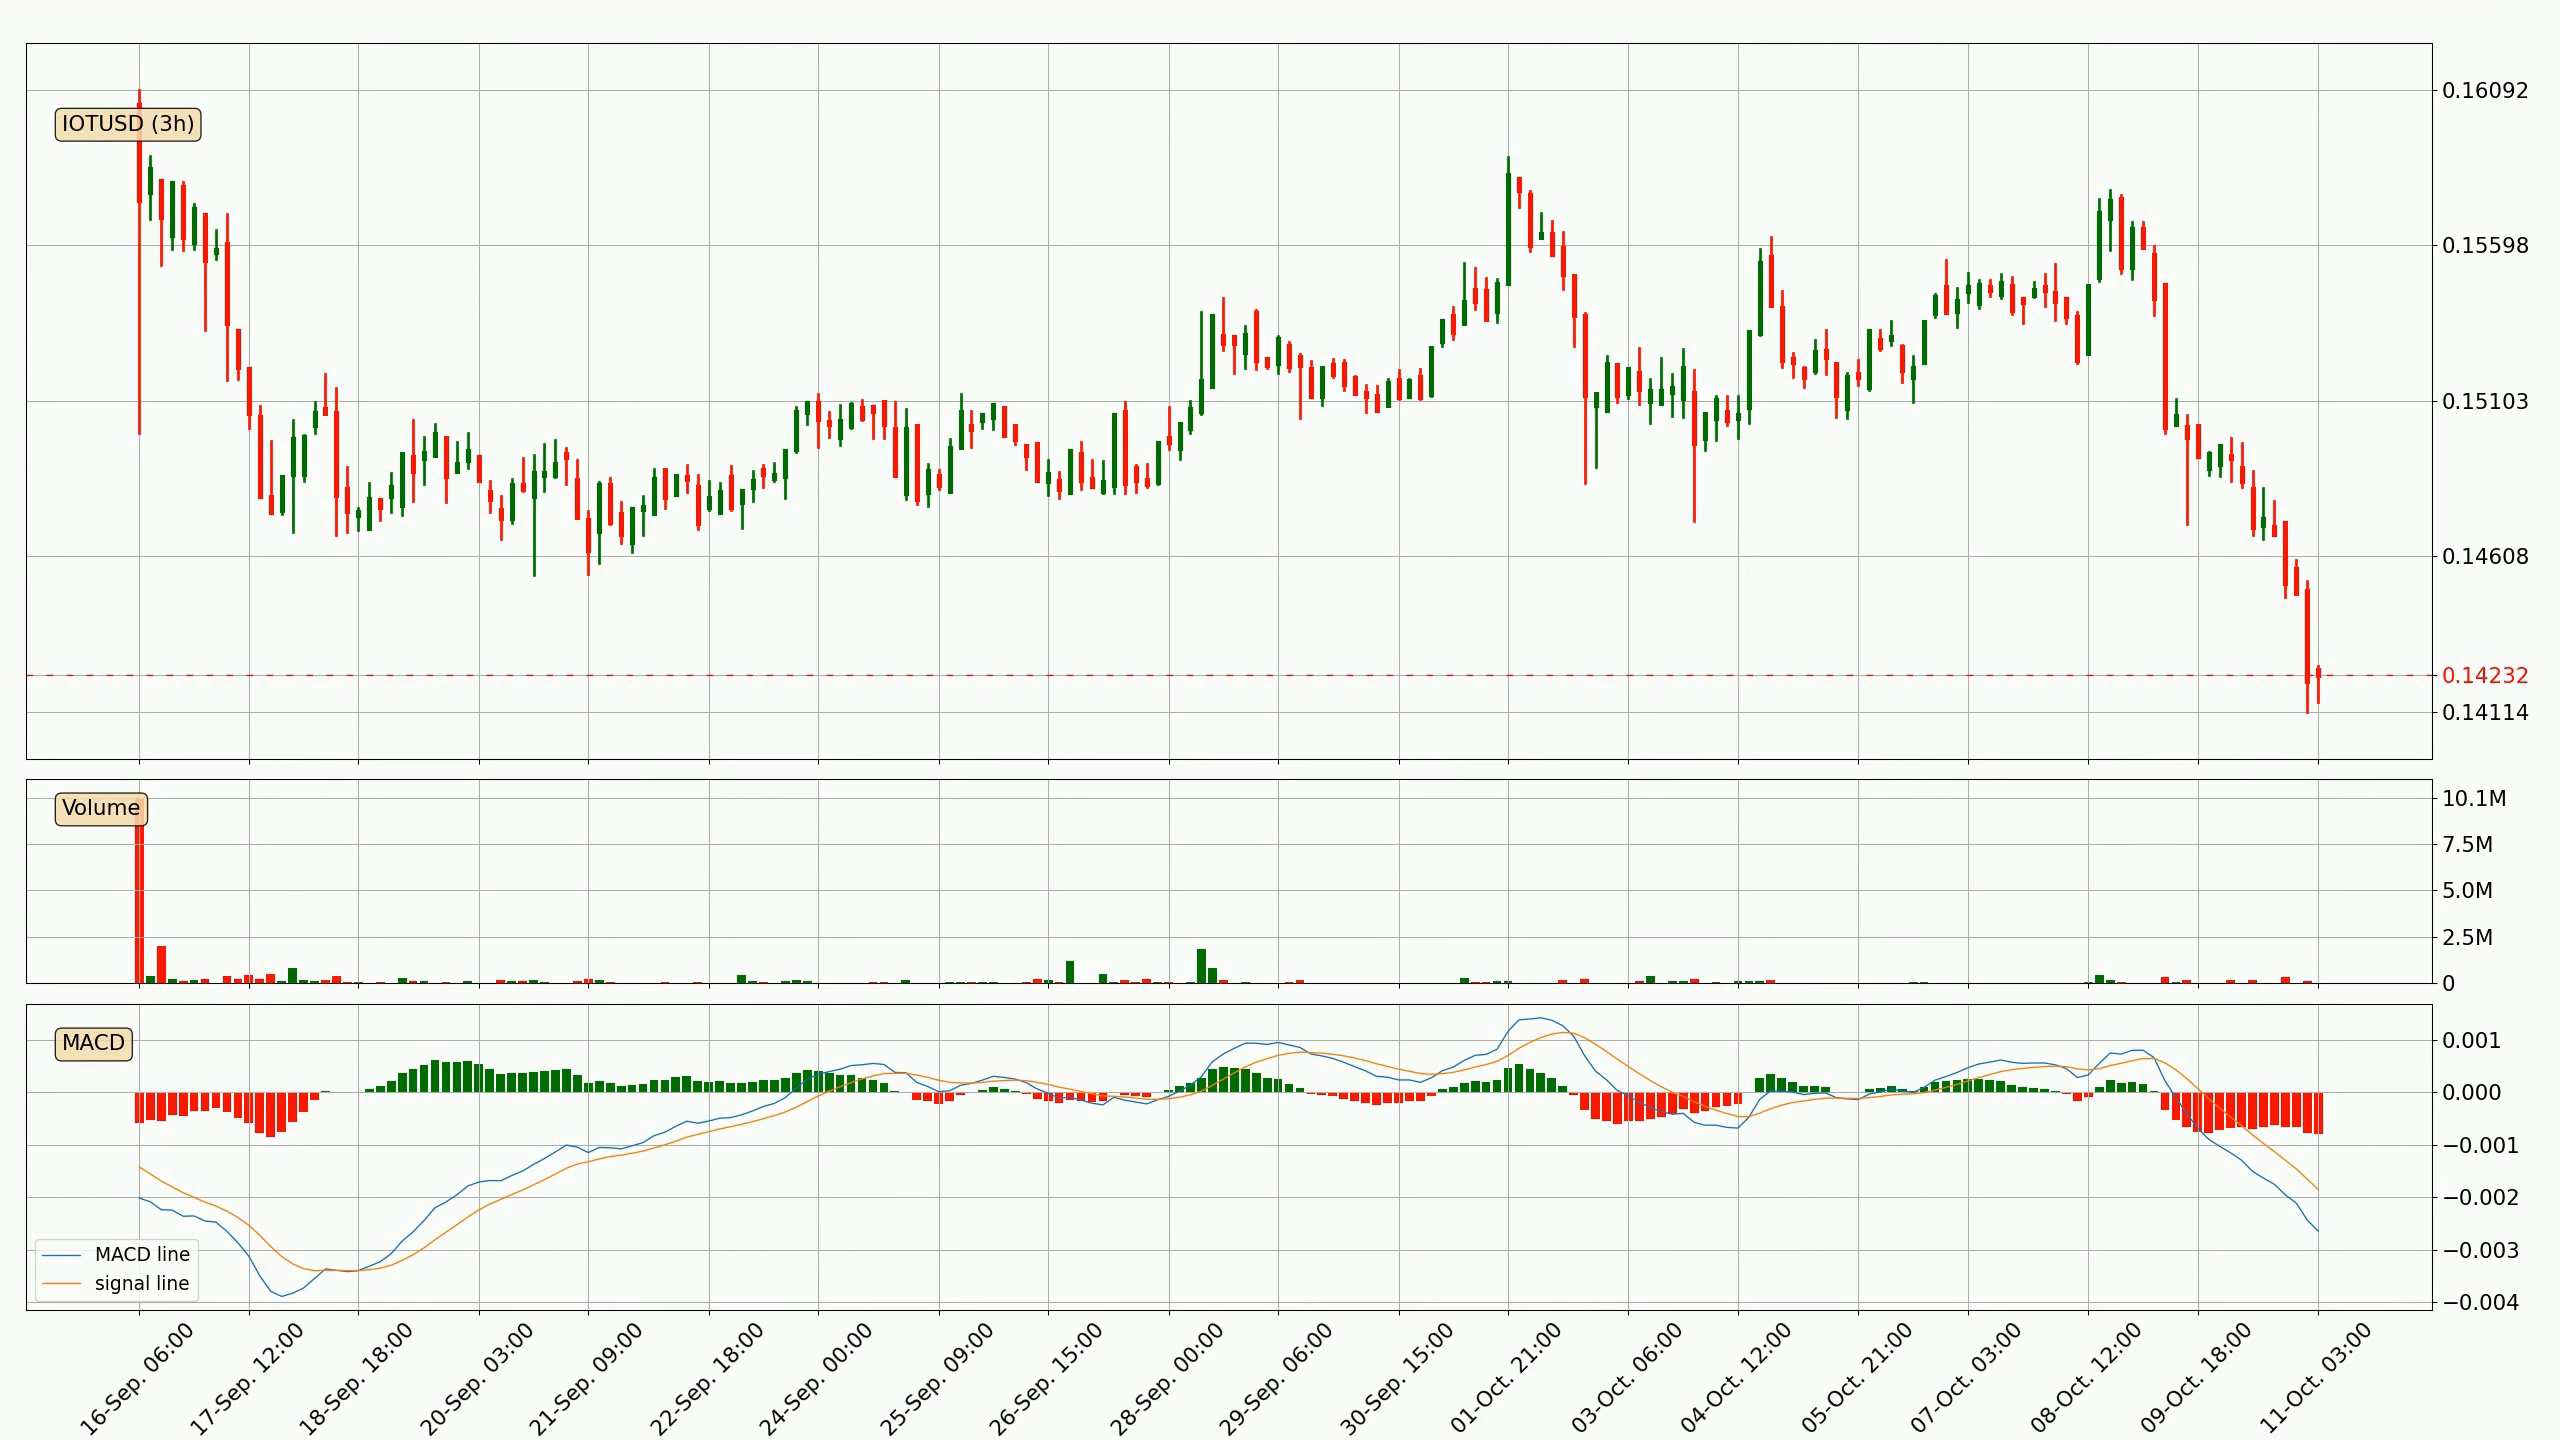 IOTUSD (3h)
0.16092
0.15598
0.15103
0.14608
0.14232
0.14114
Volume
10.1M
7.5M
5.0M
2.5M
0
MACD
0.001
0.000
−0.001
−0.002
−0.003
−0.004
MACD line
signal line
16-Sep. 06:00
17-Sep. 12:00
18-Sep. 18:00
20-Sep. 03:00
21-Sep. 09:00
22-Sep. 18:00
24-Sep. 00:00
25-Sep. 09:00
26-Sep. 15:00
28-Sep. 00:00
29-Sep. 06:00
30-Sep. 15:00
01-Oct. 21:00
03-Oct. 06:00
04-Oct. 12:00
05-Oct. 21:00
07-Oct. 03:00
08-Oct. 12:00
09-Oct. 18:00
11-Oct. 03:00